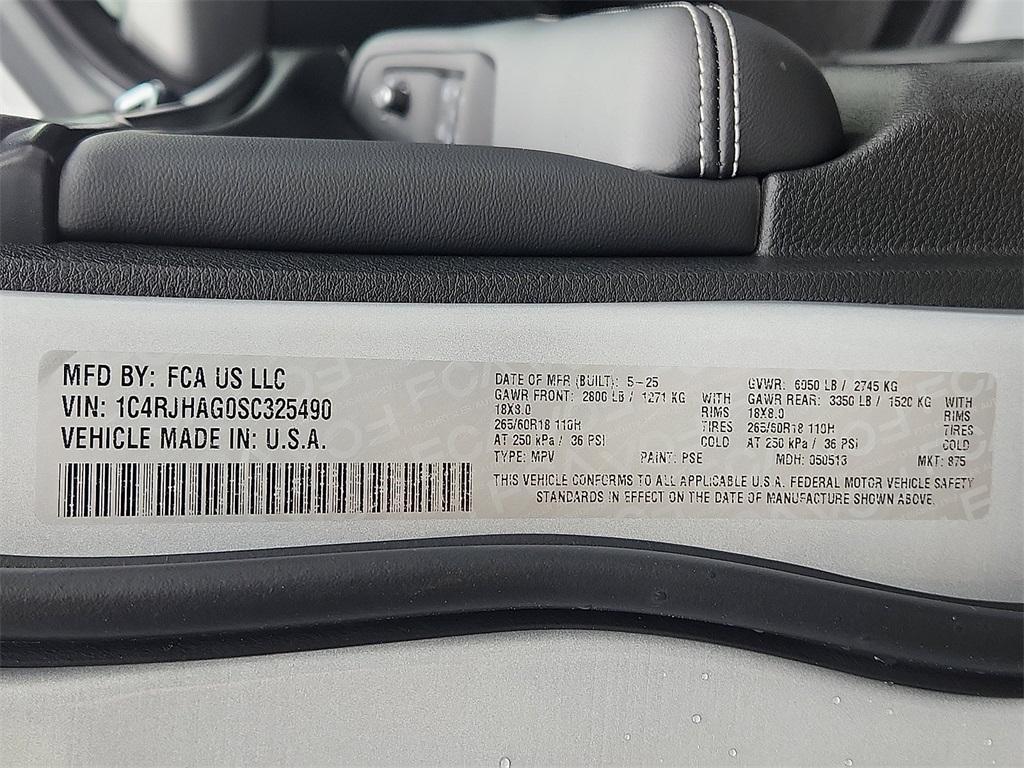 MFD BY: FCA US LLC
VIN: 1C4RJHAG0SC325490
VEHICLE MADE IN: U.S.A.
DATE OF MFR (BUILT): 5-25
GAWR FRONT: 2800 LB / 1271 KG WITH
18X8.0 RIMS
265/60R18 110H TIRES
AT 250 kPa / 36 PSI COLD
TYPE: MPV PAINT: PSE
GVWR: 6050 LB / 2745 KG
GAWR REAR: 3350 LB / 1520 KG WITH
18X8.0 RIMS
265/60R18 110H TIRES
AT 250 kPa / 36 PSI COLD
MDH: 050513 MKT: 875
THIS VEHICLE CONFORMS TO ALL APPLICABLE U.S.A. FEDERAL MOTOR VEHICLE SAFETY
STANDARDS IN EFFECT ON THE DATE OF MANUFACTURE SHOWN ABOVE.